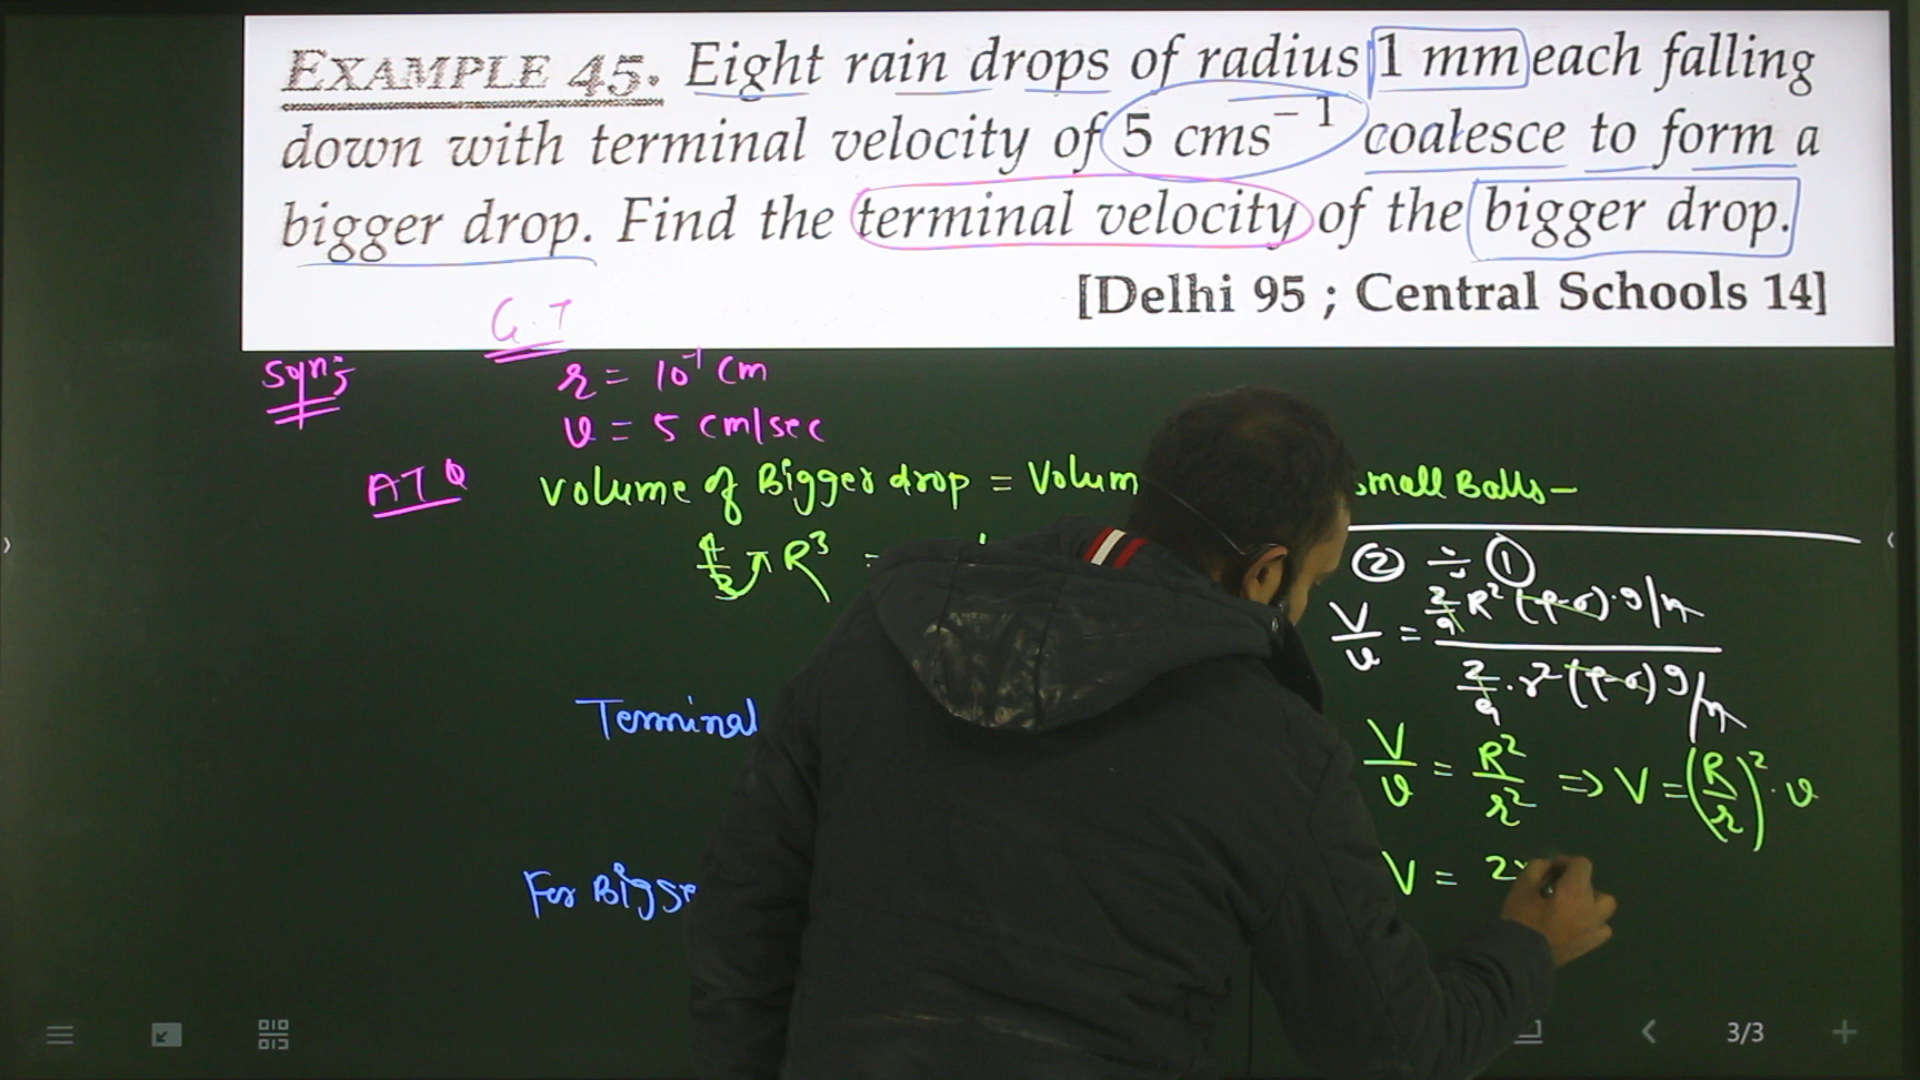 EXAMPLE 45. Eight rain drops of radius 1 mm each falling
down with terminal velocity of 5 cms⁻¹ coalesce to form a
bigger drop. Find the terminal velocity of the bigger drop.
[Delhi 95 ; Central Schools 14]
G.T
Solⁿ;
r = 10⁻¹ cm
v = 5 cm/sec
ATQ
Volume of Bigger drop = Volum
small Balls –
4/3 π R³ =
② ÷ ①
V/v = 2/9 R² (ρ-σ).g/η / 2/9 . r² (ρ-σ) g/η
Terminal
V/v = R²/r² ⇒ V = (R/r)² . v
For Bigge
V = 2
3/3